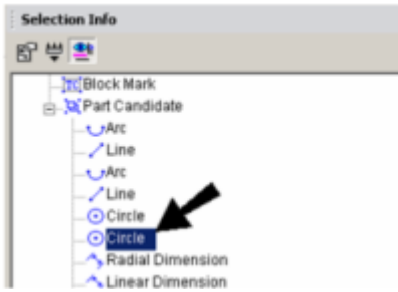 Selection Info
Block Mark
Part Candidate
Arc
Line
Arc
Line
Circle
Circle
Radial Dimension
Linear Dimension